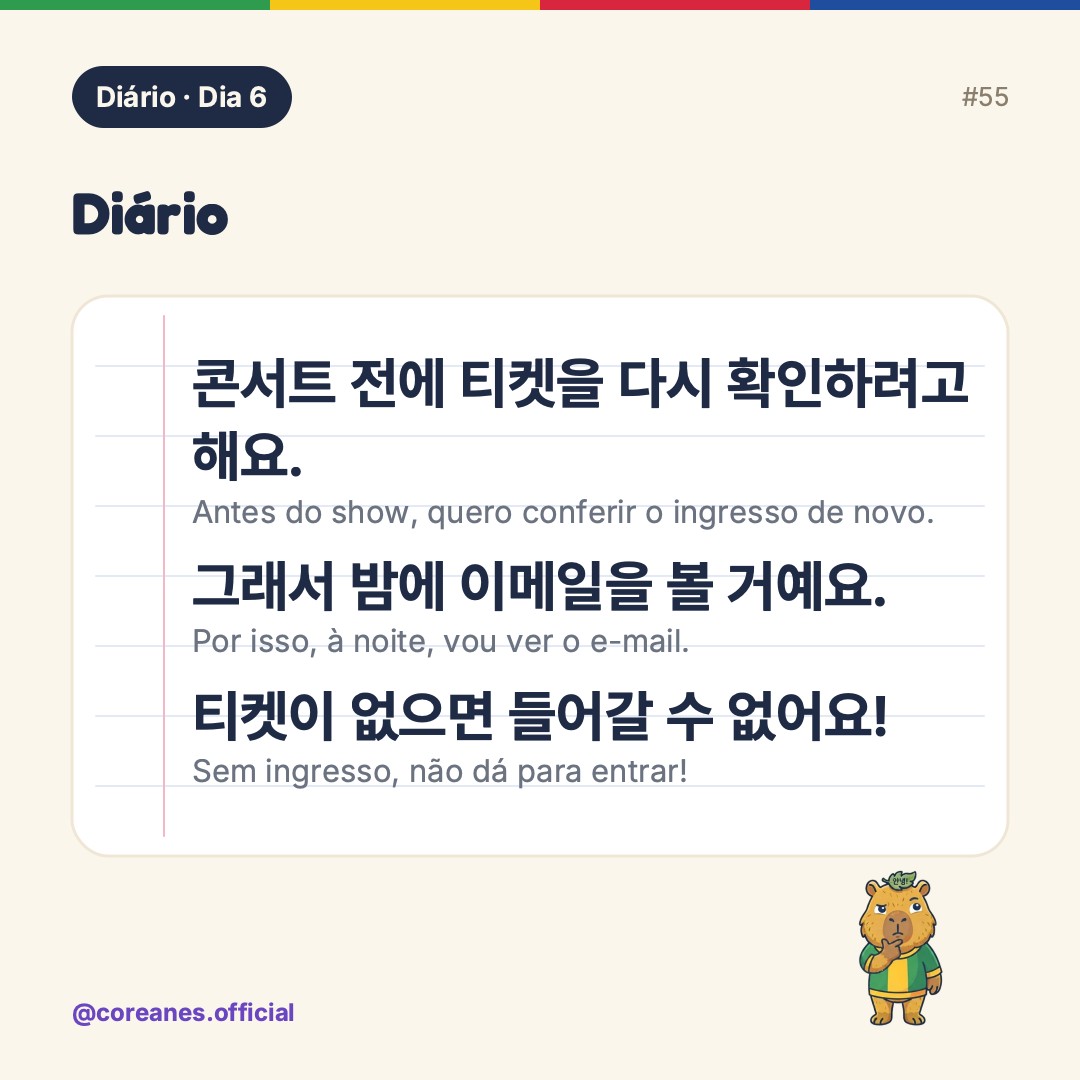 Diário · Dia 6
#55
Diário
콘서트 전에 티켓을 다시 확인하려고
해요.
Antes do show, quero conferir o ingresso de novo.
그래서 밤에 이메일을 볼 거예요.
Por isso, à noite, vou ver o e-mail.
티켓이 없으면 들어갈 수 없어요!
Sem ingresso, não dá para entrar!
안녕!
@coreanes.official